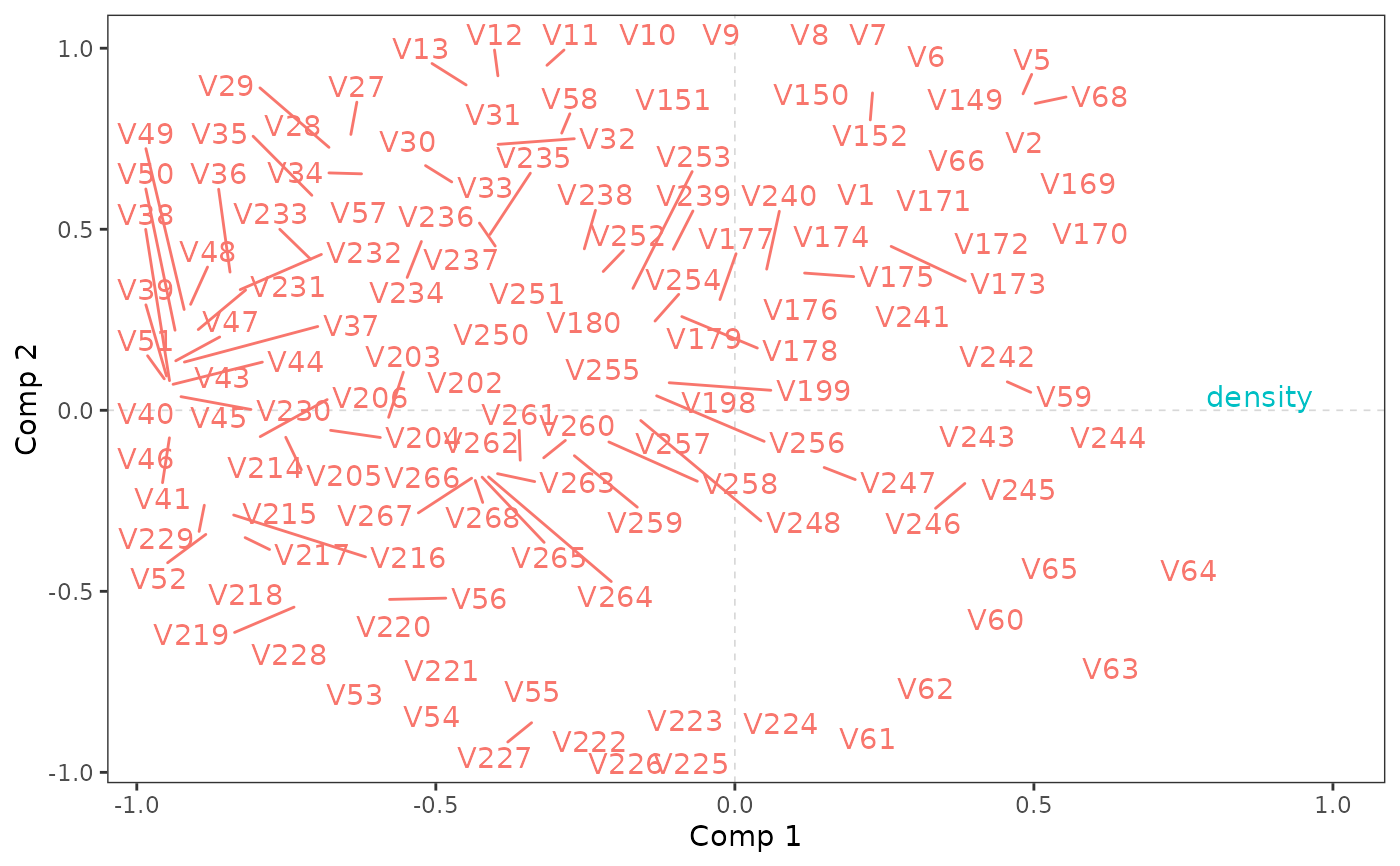 V12 V11 V10 V9 V8 V7
1.0 V13 V6 V5
V29 V27 V58 V151 V150 V149 V68
V49 V35 V28 V30 V31 V32 V152 V2
V50 V36 V34 V33 V235 V253 V66 V169
V38 V233 V57 V236 V238 V239 V240 V1 V171
0.5 V48 V232 V237 V252 V177 V174 V172 V170
V39 V231 V234 V251 V254 V175 V173
V51 V47 V37 V250 V180 V179 V176 V241
V43 V44 V203 V202 V255 V178 V242
0.0 V40 V45 V230 V206 V261 V198 V199 V59 density
V46 V214 V205 V204 V262 V260 V257 V256 V243 V244
V41 V215 V266 V263 V258 V247 V245
V229 V217 V267 V268 V259 V248 V246
V52 V216 V265 V65 V64
-0.5 V218 V56 V264
V219 V220 V60
V228 V221 V63
V53 V54 V55 V62
V227 V222 V223 V224 V61
-1.0 V226 V225
-1.0 -0.5 0.0 0.5 1.0
Comp 1
Comp 2